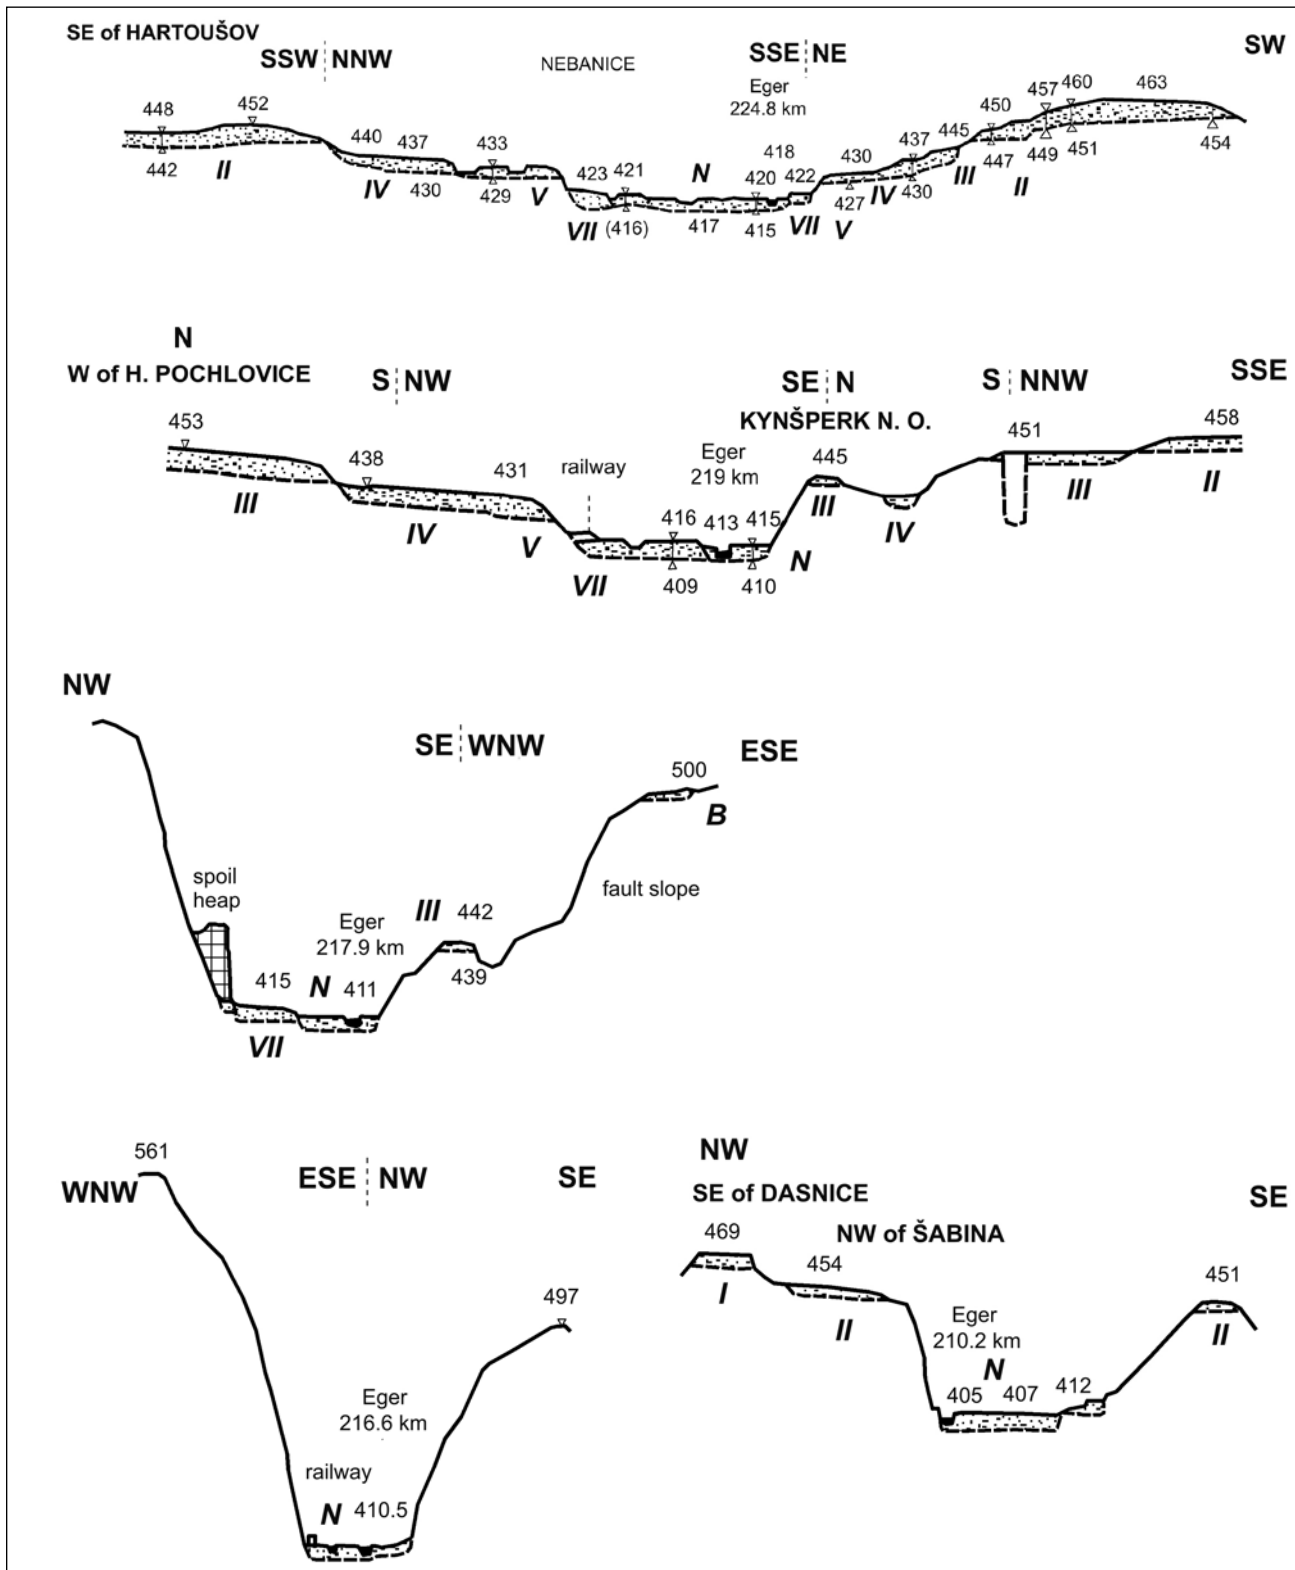 SE of HARTOUŠOV
SW
SSW NNW
NEBANICE
SSE NE
Eger
224.8 km
448 452 440 437 433 423 421 N 420 418 422 430 437 445 450 457 460 463
442 II IV 430 429 V VII (416) 417 415 VII V 427 IV 430 III 447 II 449 451 454
N
W of H. POCHLOVICE
S NW
SE N
S NNW
SSE
KYNŠPERK N. O.
453 438 431 railway 416 Eger
219 km
413 415 445 451 458
III IV V VII 409 410 N III IV III II
NW
SE WNW
ESE
500
B
spoil
heap
fault slope
Eger
217.9 km
III 442
439
415 N 411
VII
561
WNW
ESE NW
SE
497
Eger
216.6 km
railway
N 410.5
NW
SE of DASNICE
SE
NW of ŠABINA
469 454 451
I II II
Eger
210.2 km
N
405 407 412